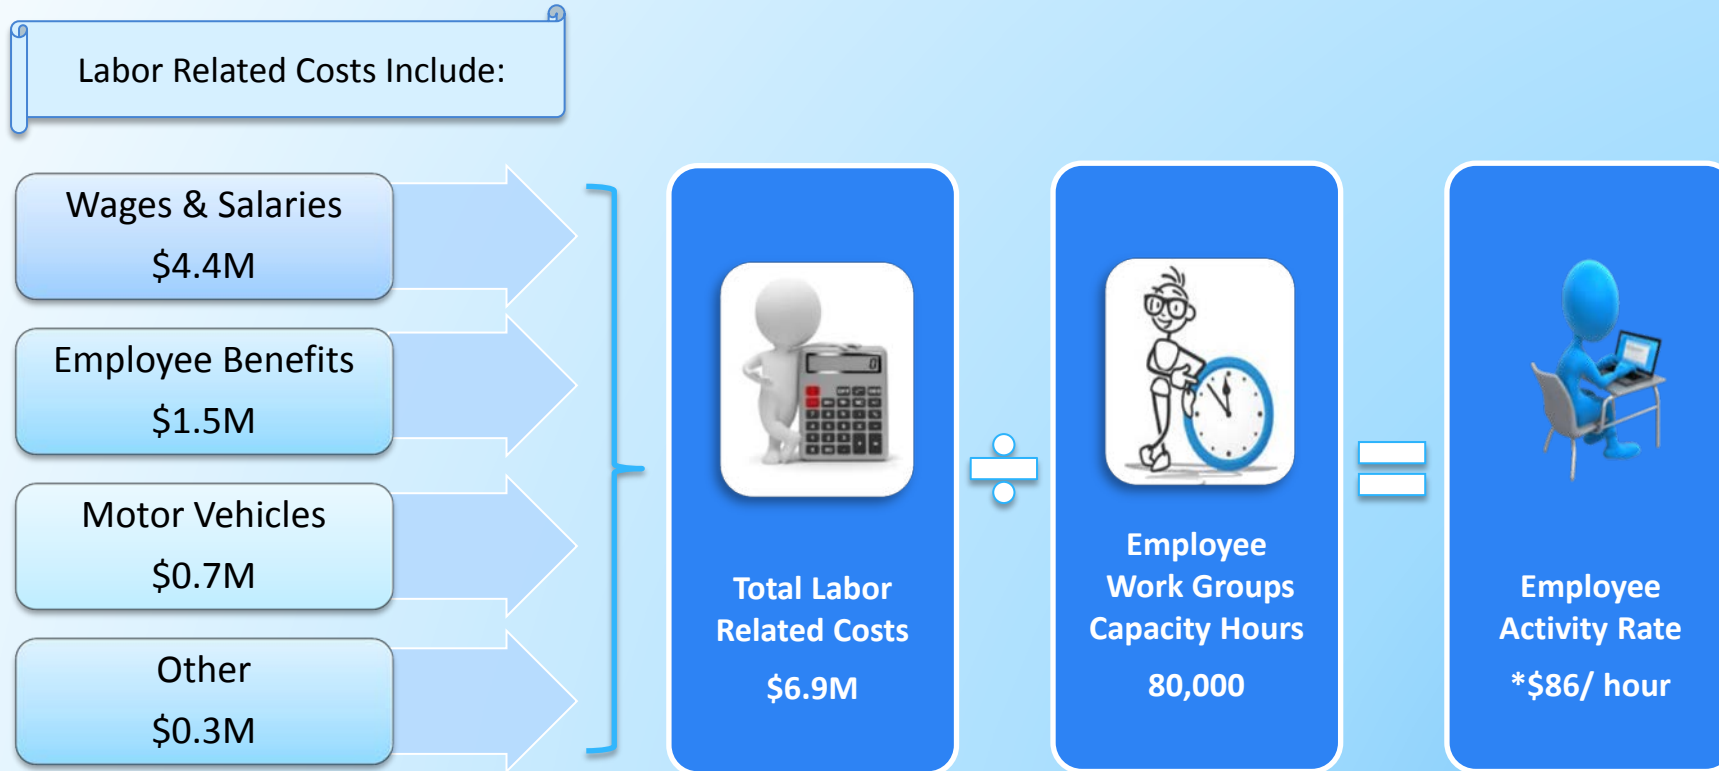 Labor Related Costs Include:
Wages & Salaries
$4.4M
Employee Benefits
$1.5M
Motor Vehicles
$0.7M
Other
$0.3M
Total Labor
Related Costs
$6.9M
Employee
Work Groups
Capacity Hours
80,000
Employee
Activity Rate
*$86/ hour